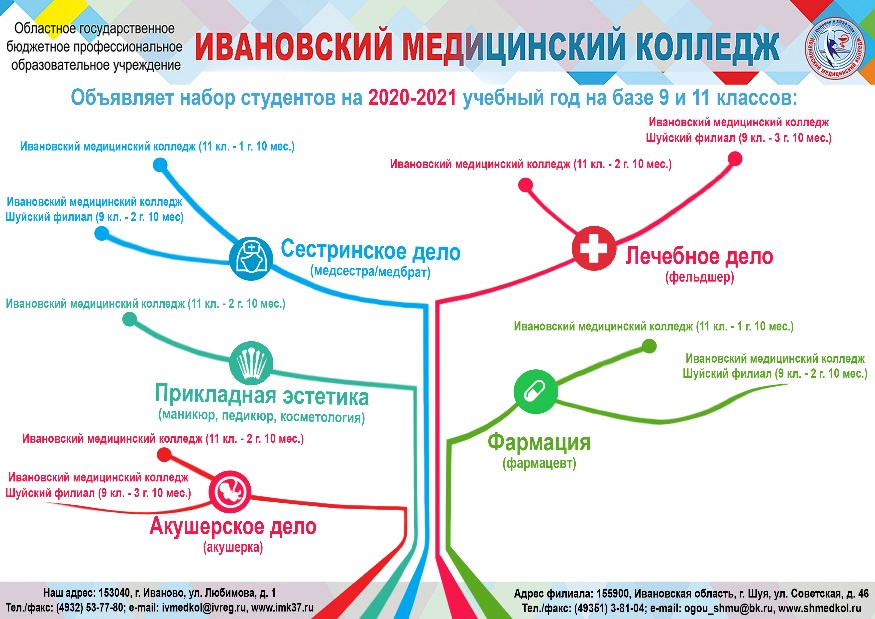 Областное государственное
бюджетное профессиональное
образовательное учреждение
ИВАНОВСКИЙ МЕДИЦИНСКИЙ КОЛЛЕДЖ
Объявляет набор студентов на 2020-2021 учебный год на базе 9 и 11 классов:
Ивановский медицинский колледж (11 кл. - 1 г. 10 мес.)
Ивановский медицинский колледж
Шуйский филиал (9 кл. - 2 г. 10 мес)
Сестринское дело
(медсестра/медбрат)
Ивановский медицинский колледж (11 кл. - 2 г. 10 мес.)
Ивановский медицинский колледж
Шуйский филиал (9 кл. - 3 г. 10 мес.)
Лечебное дело
(фельдшер)
Ивановский медицинский колледж (11 кл. - 2 г. 10 мес.)
Прикладная эстетика
(маникюр, педикюр, косметология)
Ивановский медицинский колледж (11 кл. - 1 г. 10 мес.)
Ивановский медицинский колледж
Шуйский филиал (9 кл. - 2 г. 10 мес.)
Фармация
(фармацевт)
Ивановский медицинский колледж (11 кл. - 2 г. 10 мес.)
Ивановский медицинский колледж
Шуйский филиал (9 кл. - 3 г. 10 мес.)
Акушерское дело
(акушерка)
Наш адрес: 153040, г. Иваново, ул. Любимова, д. 1
Тел./факс: (4932) 53-77-80; e-mail: ivmedkol@ivreg.ru, www.imk37.ru
Адрес филиала: 155900, Ивановская область, г. Шуя, ул. Советская, д. 46
Тел./факс: (49351) 3-81-04; e-mail: ogou_shmu@bk.ru, www.shmedkol.ru